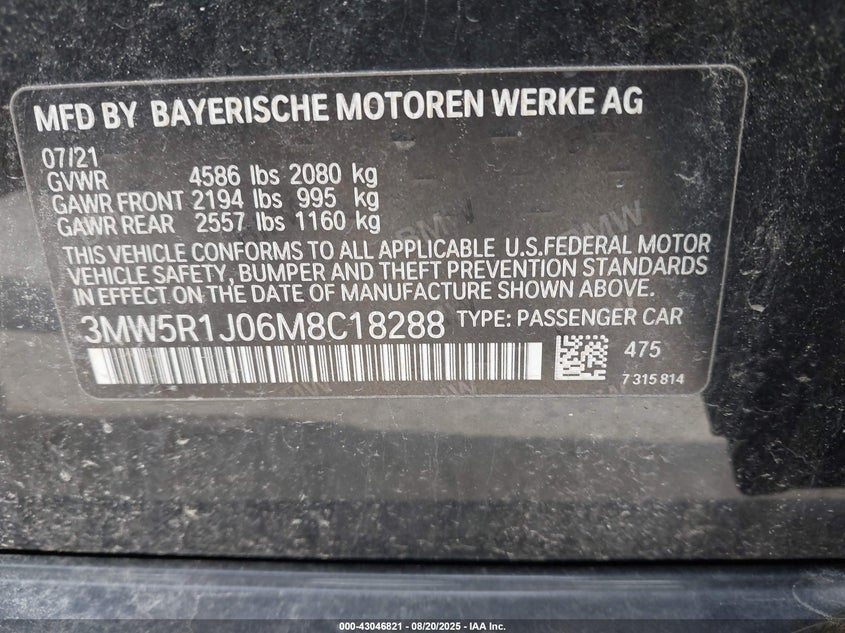 MFD BY BAYERISCHE MOTOREN WERKE AG
07/21
GVWR 4586 lbs 2080 kg
GAWR FRONT 2194 lbs 995 kg
GAWR REAR 2557 lbs 1160 kg
THIS VEHICLE CONFORMS TO ALL APPLICABLE U.S.FEDERAL MOTOR
VEHICLE SAFETY, BUMPER AND THEFT PREVENTION STANDARDS
IN EFFECT ON THE DATE OF MANUFACTURE SHOWN ABOVE.
3MW5R1J06M8C18288 TYPE: PASSENGER CAR
475
7 315 814
000-43046821 - 08/20/2025 - IAA Inc.